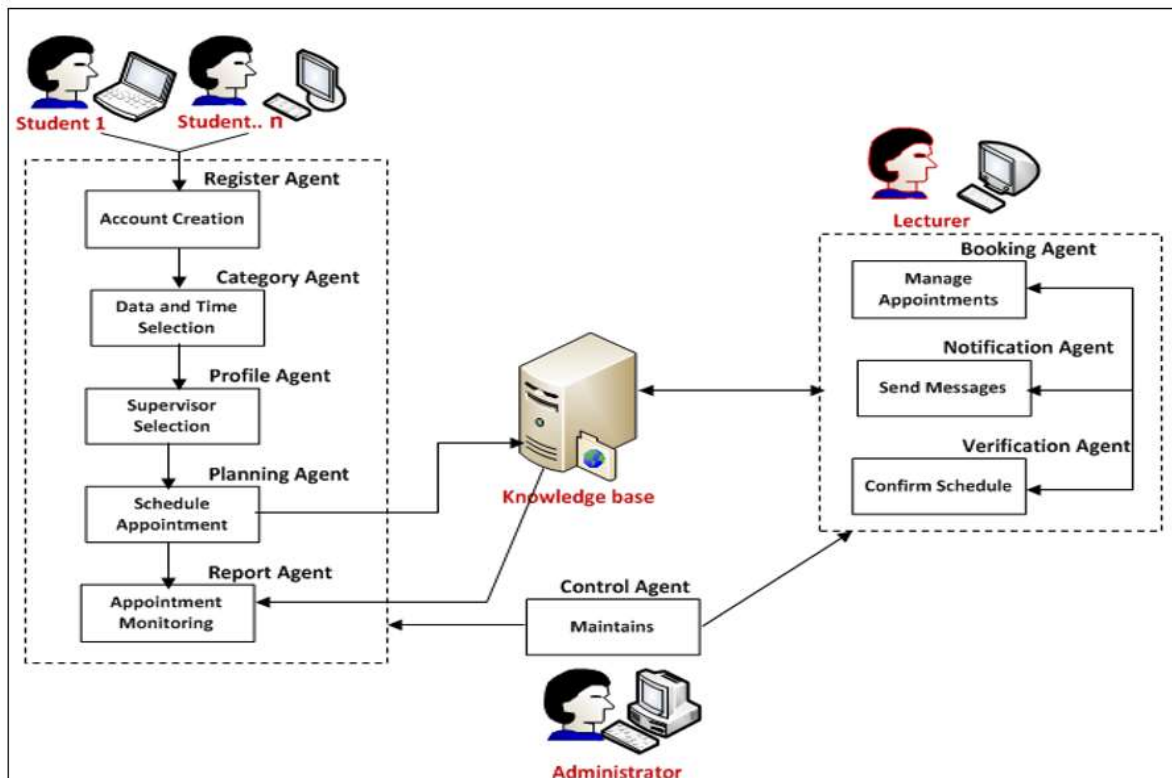 Student 1
Student.. n
Register Agent
Account Creation
Category Agent
Data and Time
Selection
Profile Agent
Supervisor
Selection
Planning Agent
Schedule
Appointment
Report Agent
Appointment
Monitoring
Knowledge base
Control Agent
Maintains
Administrator
Lecturer
Booking Agent
Manage
Appointments
Notification Agent
Send Messages
Verification Agent
Confirm Schedule